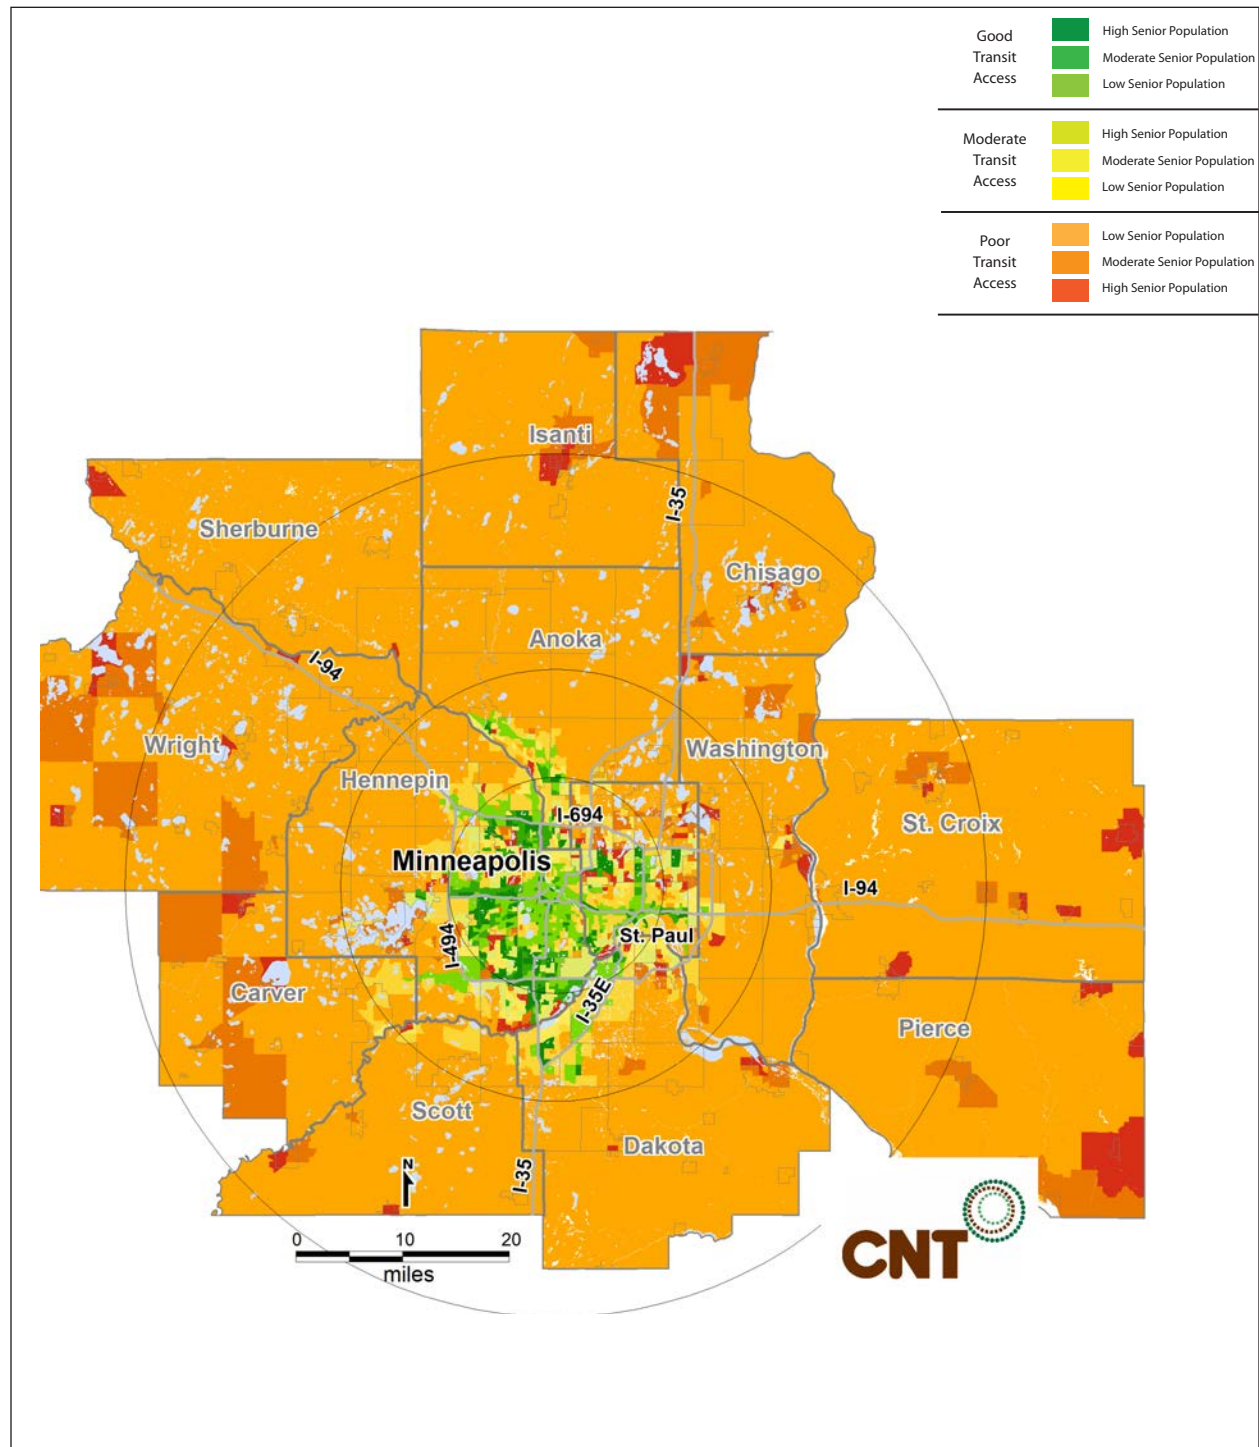 Good
Transit
Access
High Senior Population
Moderate Senior Population
Low Senior Population
Moderate
Transit
Access
High Senior Population
Moderate Senior Population
Low Senior Population
Poor
Transit
Access
Low Senior Population
Moderate Senior Population
High Senior Population
Isanti
I-35
Sherburne
Chisago
Anoka
I-94
Wright
Washington
Hennepin
I-694
St. Croix
Minneapolis
I-94
I-494
St. Paul
Carver
I-35E
Pierce
Scott
Dakota
N
I-35
0 10 20
miles
CNT